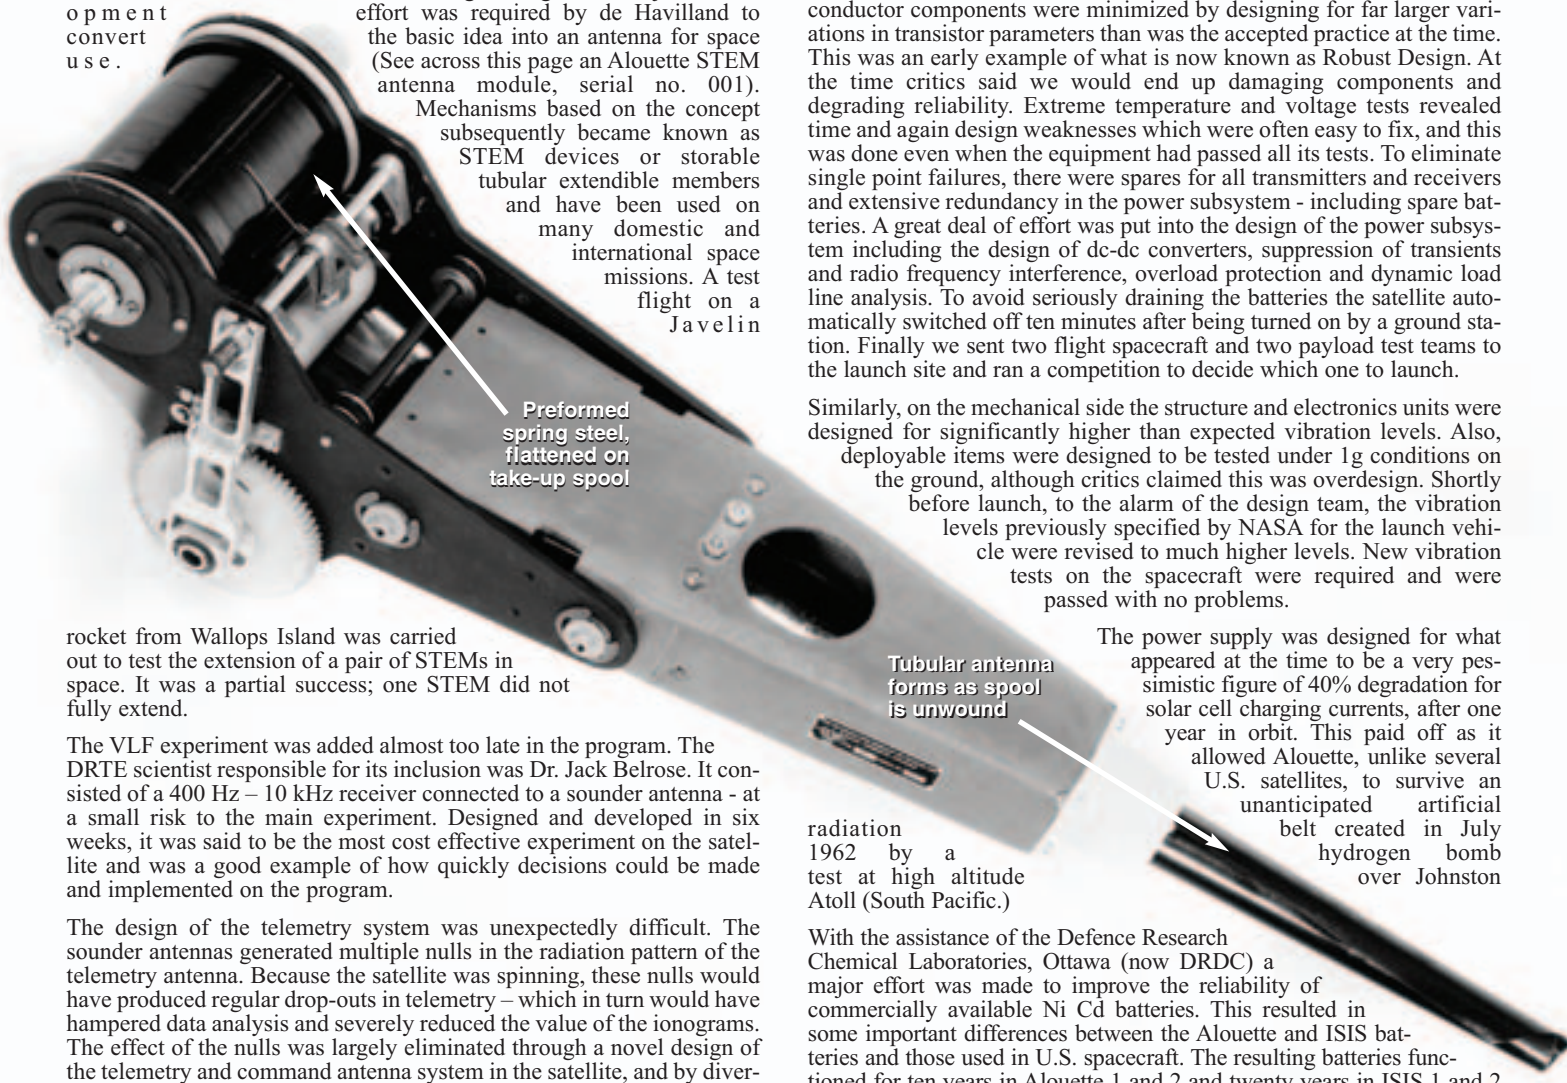 opment
convert
use.
effort was required by de Havilland to
the basic idea into an antenna for space
(See across this page an Alouette STEM
antenna module, serial no. 001).
Mechanisms based on the concept
subsequently became known as
STEM devices or storable
tubular extendible members
and have been used on
many domestic and
international space
missions. A test
flight on a
Javelin
Preformed
spring steel,
flattened on
take-up spool
rocket from Wallops Island was carried
out to test the extension of a pair of STEMs in
space. It was a partial success; one STEM did not
fully extend.
The VLF experiment was added almost too late in the program. The
DRTE scientist responsible for its inclusion was Dr. Jack Belrose. It con-
sisted of a 400 Hz – 10 kHz receiver connected to a sounder antenna - at
a small risk to the main experiment. Designed and developed in six
weeks, it was said to be the most cost effective experiment on the satel-
lite and was a good example of how quickly decisions could be made
and implemented on the program.
The design of the telemetry system was unexpectedly difficult. The
sounder antennas generated multiple nulls in the radiation pattern of the
telemetry antenna. Because the satellite was spinning, these nulls would
have produced regular drop-outs in telemetry – which in turn would have
hampered data analysis and severely reduced the value of the ionograms.
The effect of the nulls was largely eliminated through a novel design of
the telemetry and command antenna system in the satellite, and by diver-
conductor components were minimized by designing for far larger vari-
ations in transistor parameters than was the accepted practice at the time.
This was an early example of what is now known as Robust Design. At
the time critics said we would end up damaging components and
degrading reliability. Extreme temperature and voltage tests revealed
time and again design weaknesses which were often easy to fix, and this
was done even when the equipment had passed all its tests. To eliminate
single point failures, there were spares for all transmitters and receivers
and extensive redundancy in the power subsystem - including spare bat-
teries. A great deal of effort was put into the design of the power subsys-
tem including the design of dc-dc converters, suppression of transients
and radio frequency interference, overload protection and dynamic load
line analysis. To avoid seriously draining the batteries the satellite auto-
matically switched off ten minutes after being turned on by a ground sta-
tion. Finally we sent two flight spacecraft and two payload test teams to
the launch site and ran a competition to decide which one to launch.
Similarly, on the mechanical side the structure and electronics units were
designed for significantly higher than expected vibration levels. Also,
deployable items were designed to be tested under 1g conditions on
the ground, although critics claimed this was overdesign. Shortly
before launch, to the alarm of the design team, the vibration
levels previously specified by NASA for the launch vehi-
cle were revised to much higher levels. New vibration
tests on the spacecraft were required and were
passed with no problems.
The power supply was designed for what
appeared at the time to be a very pes-
simistic figure of 40% degradation for
solar cell charging currents, after one
year in orbit. This paid off as it
allowed Alouette, unlike several
U.S. satellites, to survive an
unanticipated artificial
radiation belt created in July
1962 by a hydrogen bomb
test at high altitude over Johnston
Atoll (South Pacific.)
Tubular antenna
forms as spool
is unwound
With the assistance of the Defence Research
Chemical Laboratories, Ottawa (now DRDC) a
major effort was made to improve the reliability of
commercially available Ni Cd batteries. This resulted in
some important differences between the Alouette and ISIS bat-
teries and those used in U.S. spacecraft. The resulting batteries func-
tioned for ten years in Alouette 1 and 2 and twenty years in ISIS 1 and 2